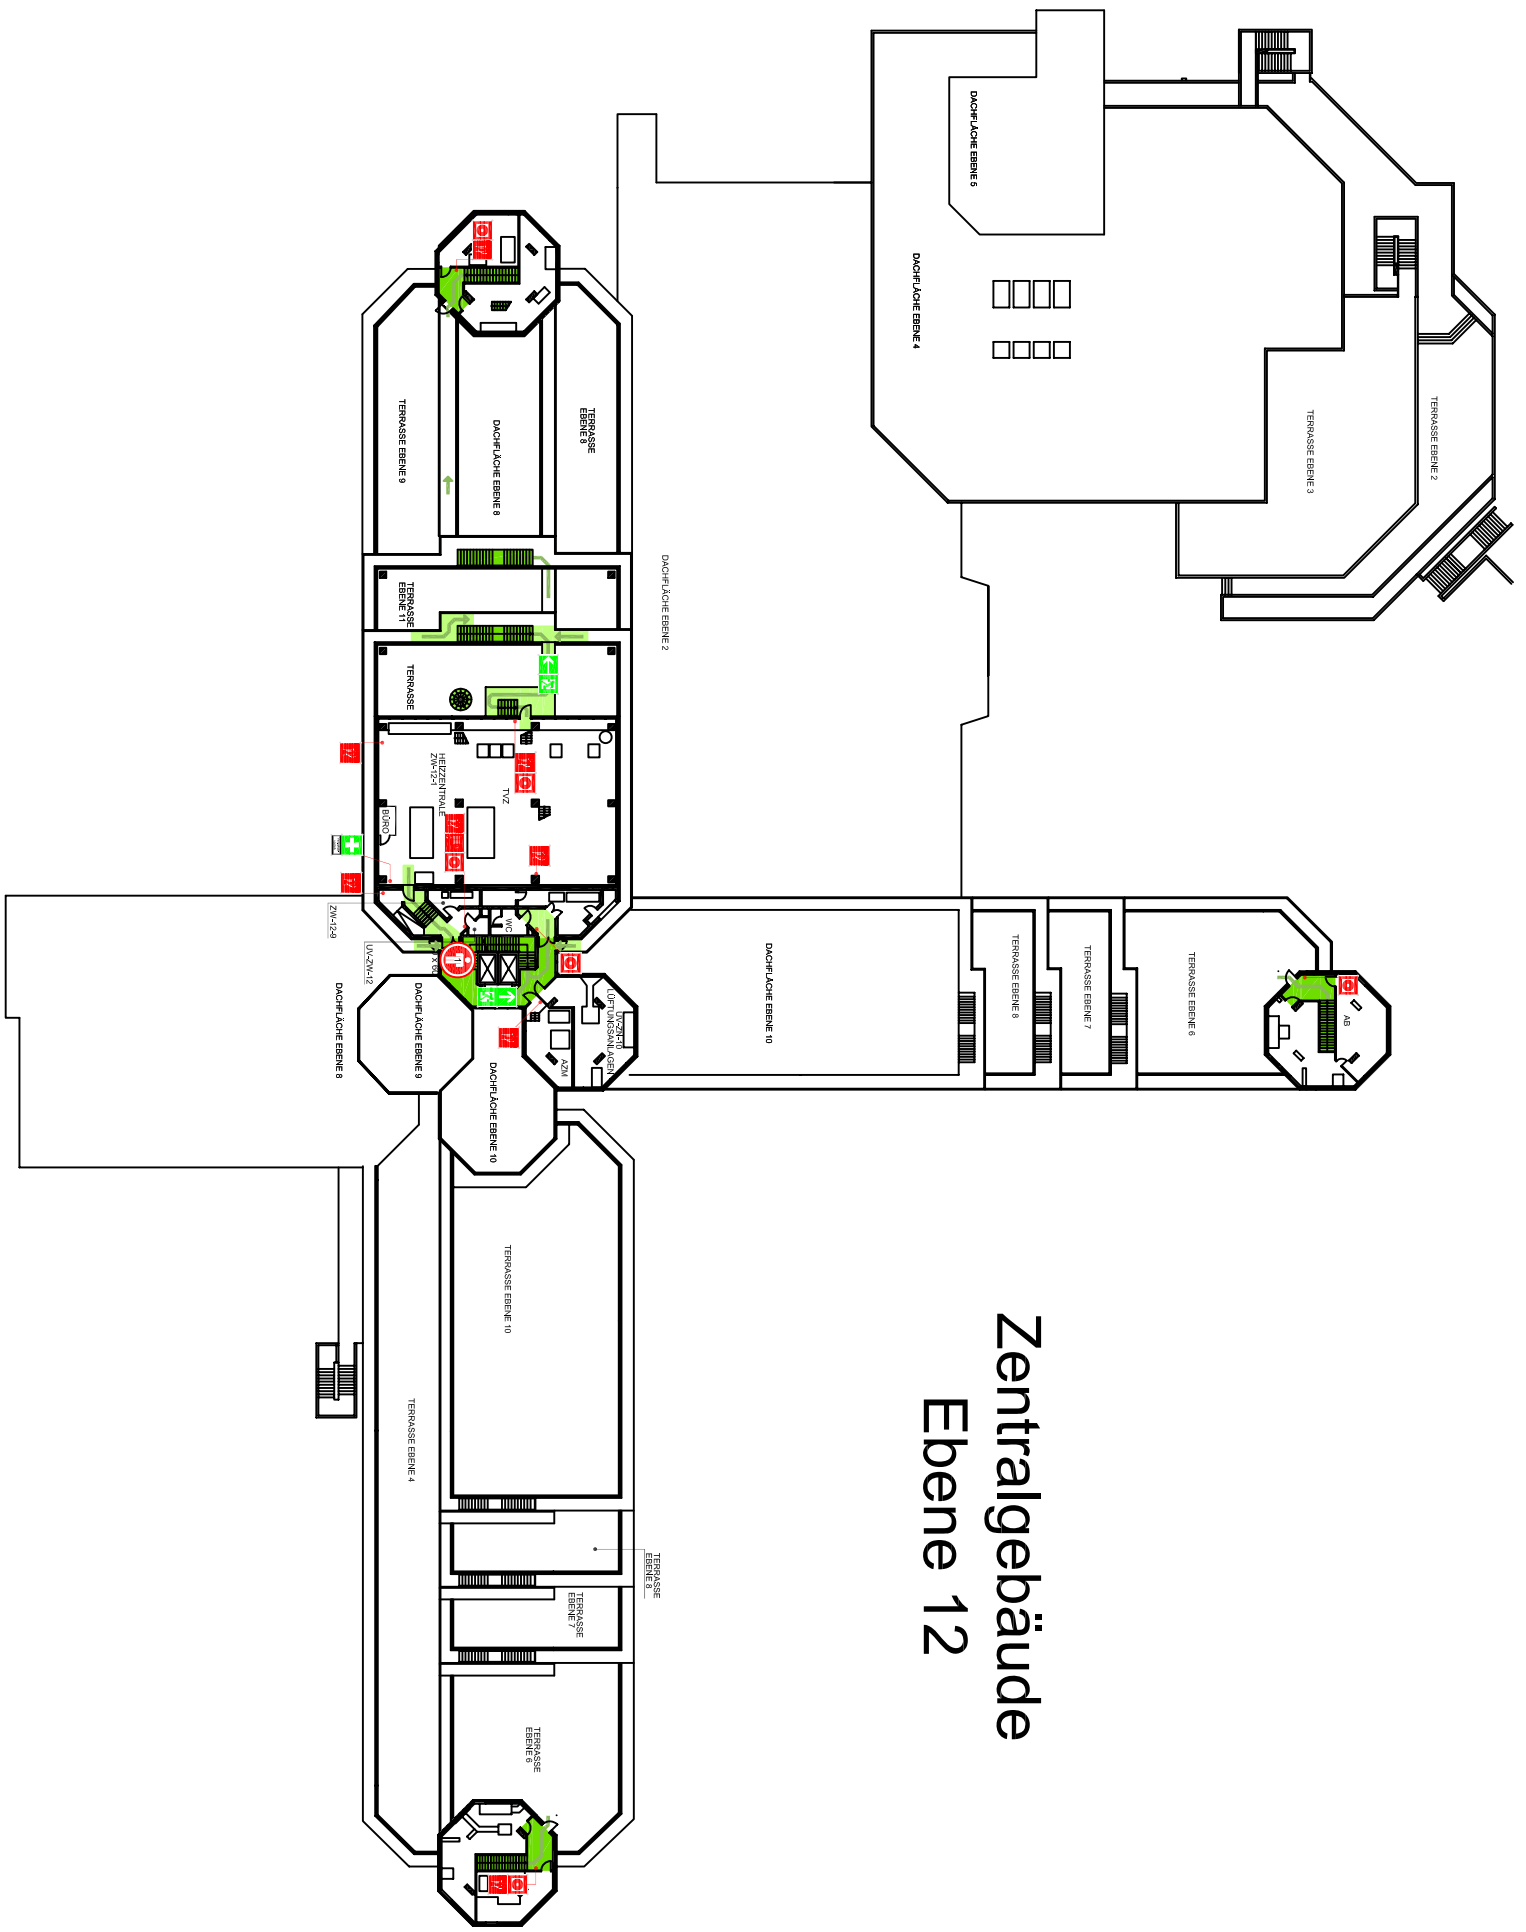 Zentralgebäude
Ebene 12
TERRASSE EBENE 2
TERRASSE EBENE 3
DACHFLÄCHE EBENE 5
DACHFLÄCHE EBENE 4
DACHFLÄCHE EBENE 2
TERRASSE
EBENE 8
DACHFLÄCHE EBENE 8
TERRASSE EBENE 9
TERRASSE
EBENE 11
TERRASSE
HEIZZENTRALE
ZW-12-1
TVZ
BÜRO
WC
ZW-12-9
UV-ZW-12
1
UV-ZN-10
LÜFTUNGSANLAGEN
AZM
AB
DACHFLÄCHE EBENE 10
TERRASSE EBENE 8
TERRASSE EBENE 7
TERRASSE EBENE 6
DACHFLÄCHE EBENE 10
DACHFLÄCHE EBENE 9
DACHFLÄCHE EBENE 8
TERRASSE EBENE 10
TERRASSE EBENE 4
TERRASSE
EBENE 8
TERRASSE
EBENE 7
TERRASSE
EBENE 6